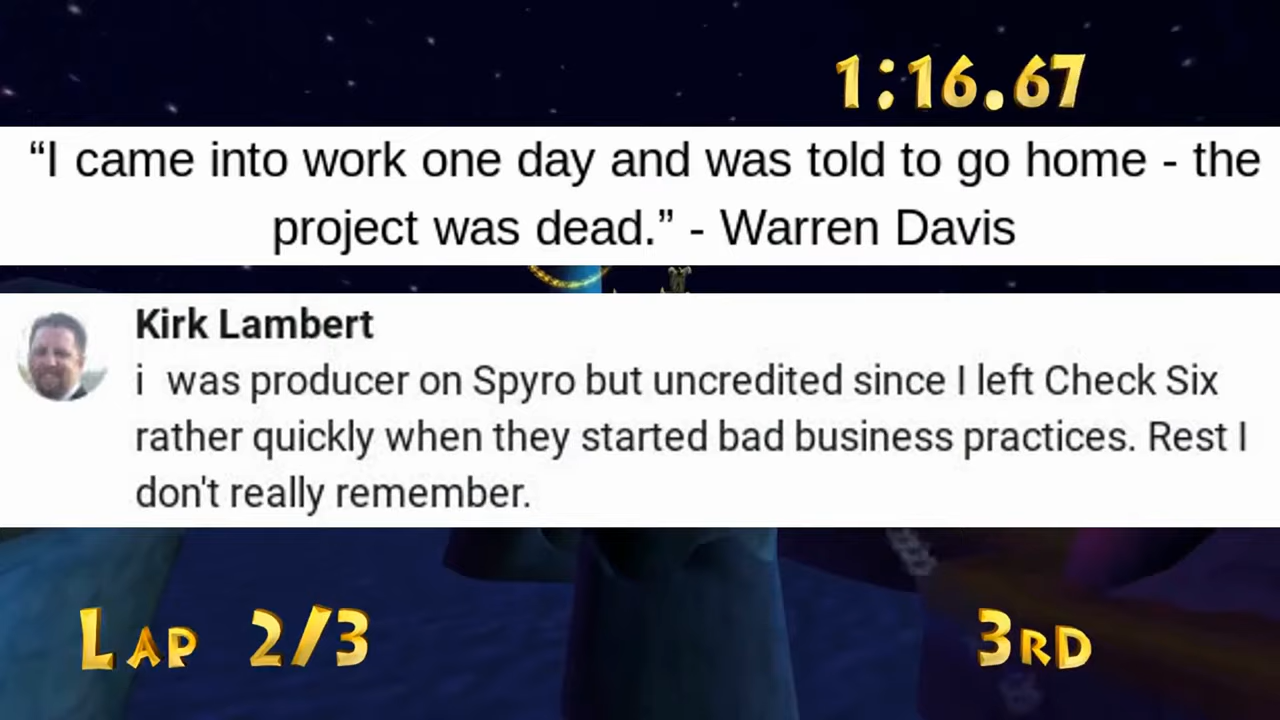 1:16.67
“I came into work one day and was told to go home - the
project was dead.” - Warren Davis
Kirk Lambert
i  was producer on Spyro but uncredited since I left Check Six
rather quickly when they started bad business practices. Rest I
don't really remember.
LAP 2/3
3RD